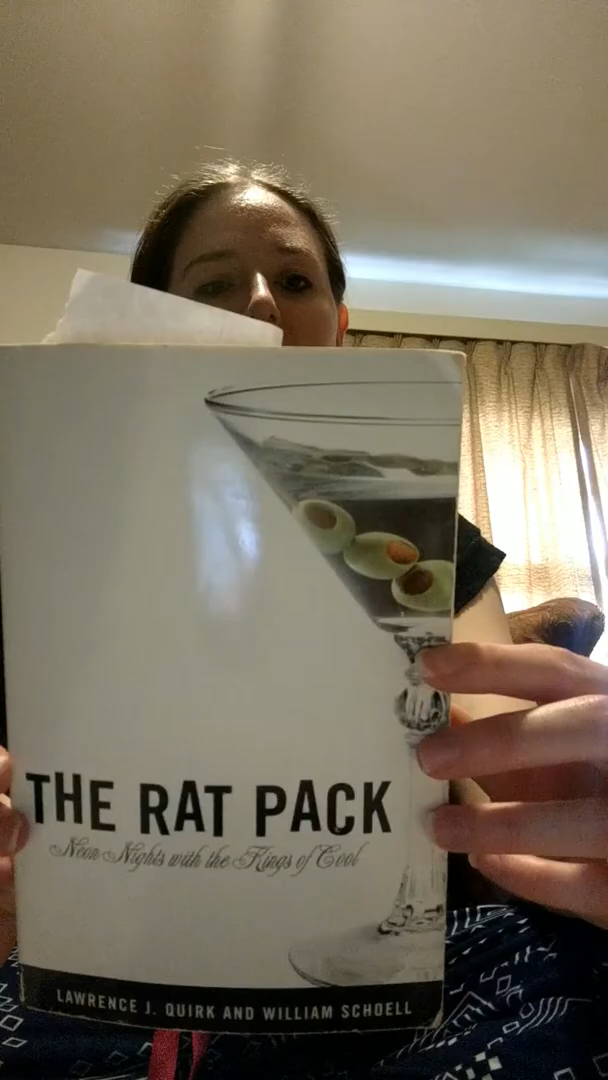 THE RAT PACK
Neon Nights with the Kings of Cool
LAWRENCE J. QUIRK AND WILLIAM SCHOELL